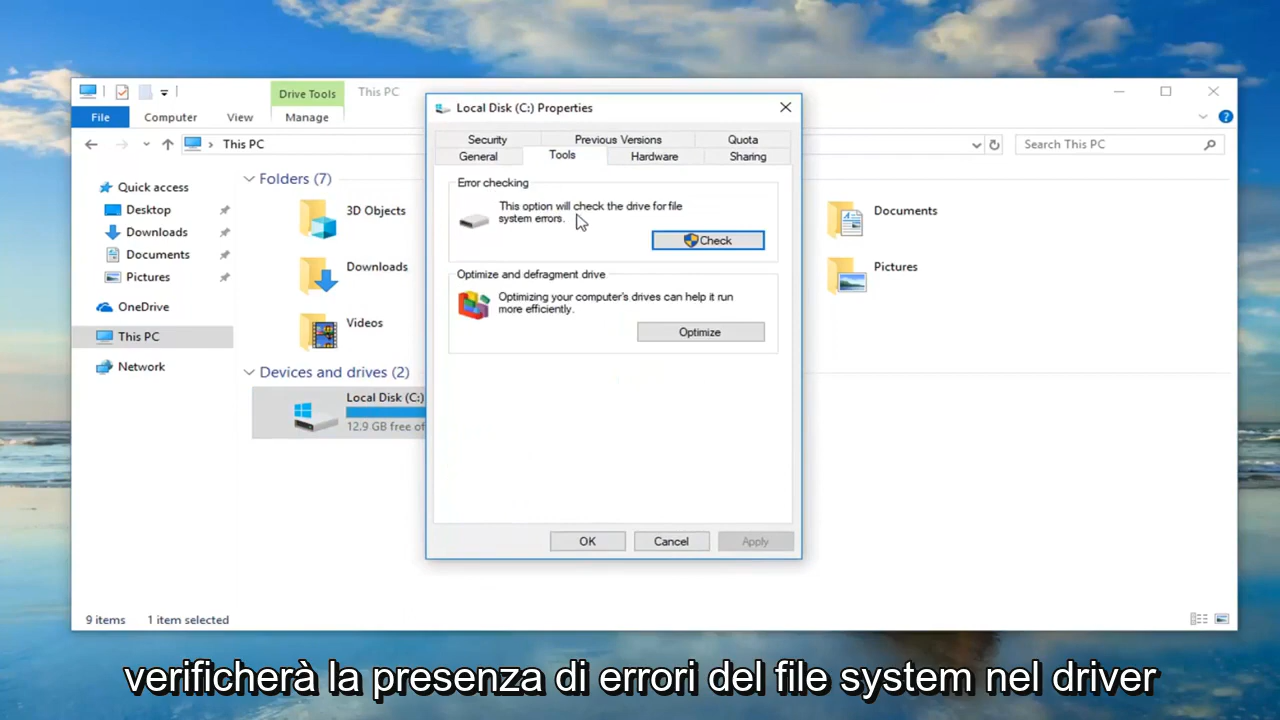 Drive Tools
This PC
File
Computer
View
Manage
This PC
Search This PC
Quick access
Desktop
Downloads
Documents
Pictures
OneDrive
This PC
Network
Folders (7)
3D Objects
Downloads
Videos
Documents
Pictures
Devices and drives (2)
Local Disk (C:)
12.9 GB free of
9 items
1 item selected
Local Disk (C:) Properties
Security
Previous Versions
Quota
General
Tools
Hardware
Sharing
Error checking
This option will check the drive for file
system errors.
Check
Optimize and defragment drive
Optimizing your computer's drives can help it run
more efficiently.
Optimize
OK
Cancel
Apply
verificherà la presenza di errori del file system nel driver